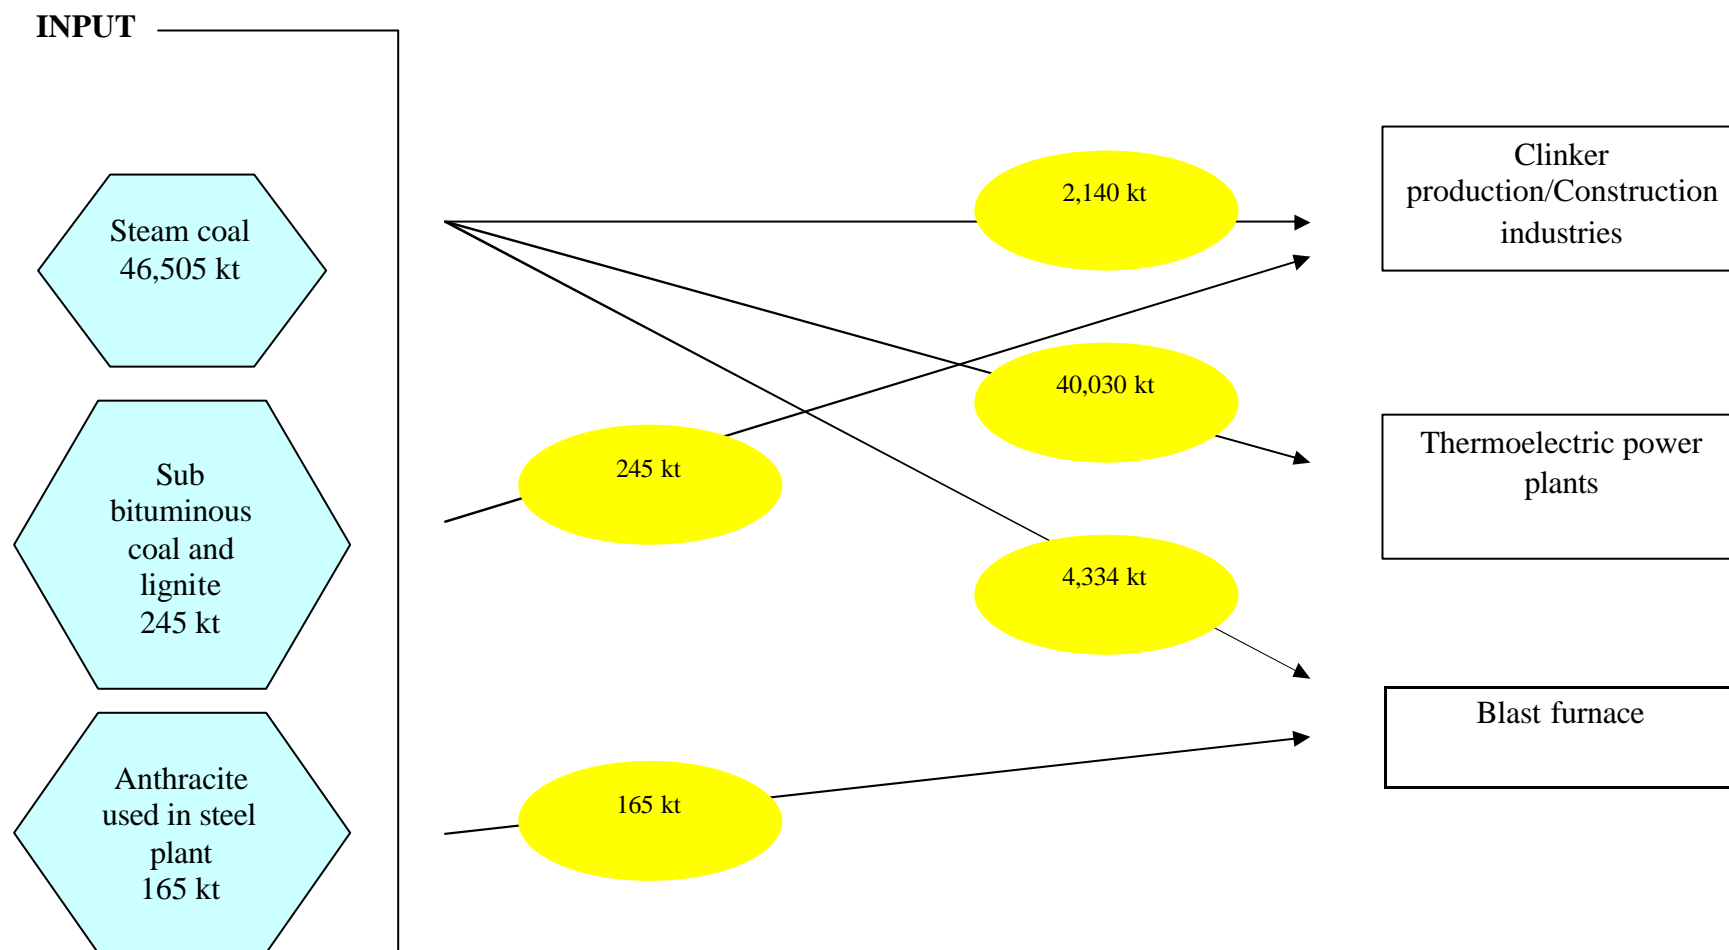 INPUT
Steam coal
46,505 kt
Sub
bituminous
coal and
lignite
245 kt
Anthracite
used in steel
plant
165 kt
2,140 kt
40,030 kt
245 kt
4,334 kt
165 kt
Clinker
production/Construction
industries
Thermoelectric power
plants
Blast furnace